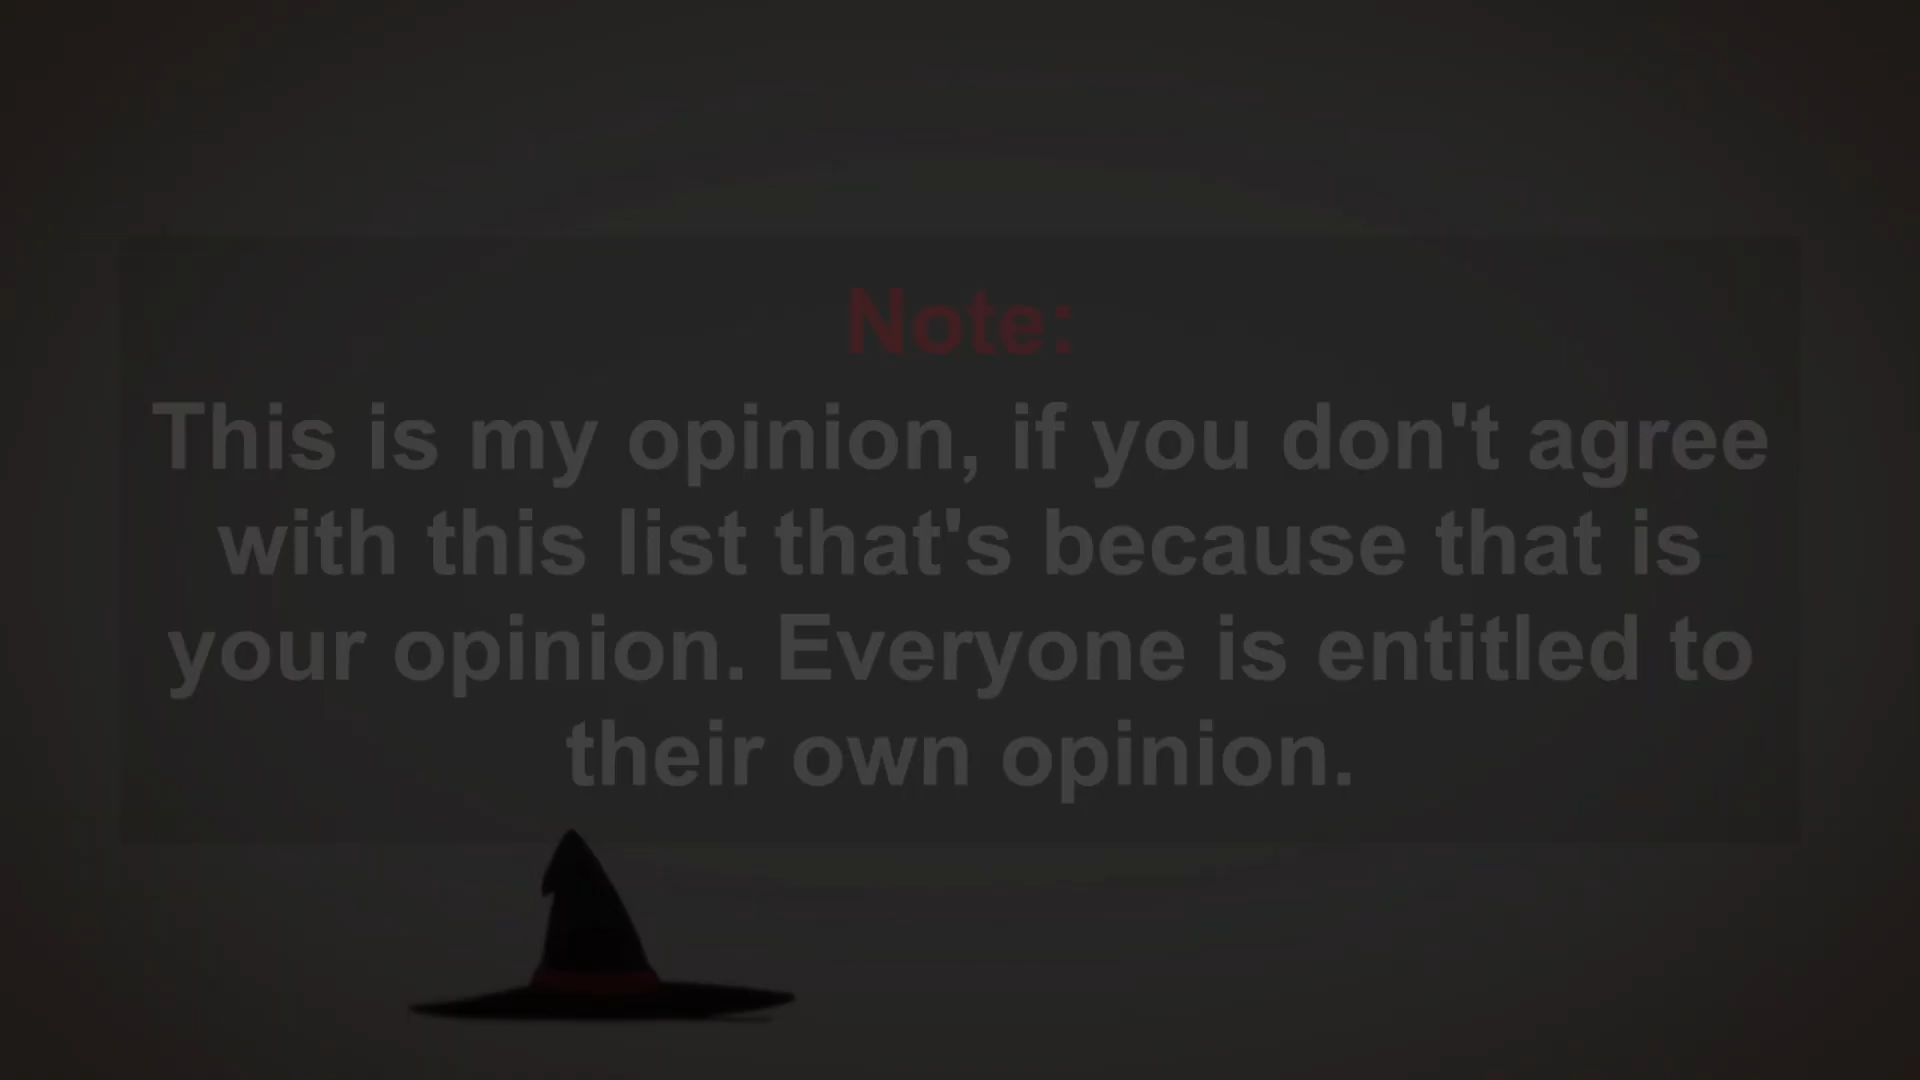 Note:
This is my opinion, if you don't agree
with this list that's because that is
your opinion. Everyone is entitled to
their own opinion.